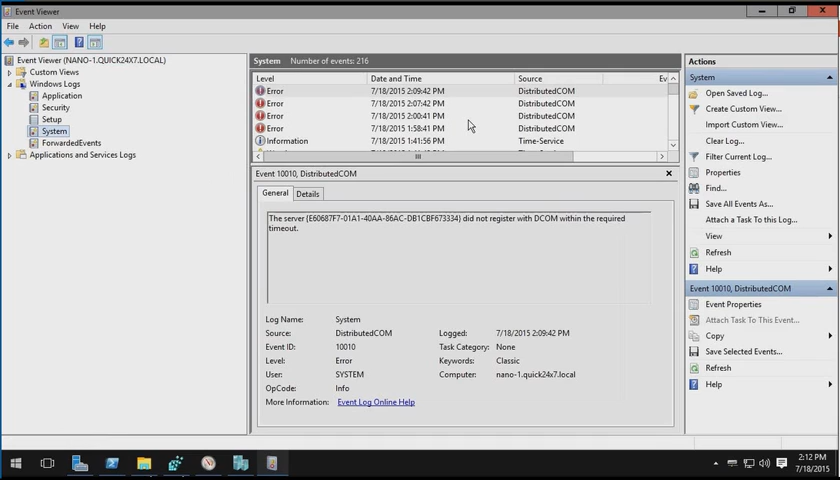 Event Viewer
File Action View Help
Event Viewer (NANO-1.QUICK24X7.LOCAL)
Custom Views
Windows Logs
Application
Security
Setup
System
ForwardedEvents
Applications and Services Logs
System Number of events: 216
Level Date and Time Source Ev
Error 7/18/2015 2:09:42 PM DistributedCOM
Error 7/18/2015 2:07:42 PM DistributedCOM
Error 7/18/2015 2:00:41 PM DistributedCOM
Error 7/18/2015 1:58:41 PM DistributedCOM
Information 7/18/2015 1:41:56 PM Time-Service
Event 10010, DistributedCOM
General Details
The server {E60687F7-01A1-40AA-86AC-DB1CBF673334} did not register with DCOM within the required
timeout.
Log Name: System
Source: DistributedCOM Logged: 7/18/2015 2:09:42 PM
Event ID: 10010 Task Category: None
Level: Error Keywords: Classic
User: SYSTEM Computer: nano-1.quick24x7.local
OpCode: Info
More Information: Event Log Online Help
Actions
System
Open Saved Log...
Create Custom View...
Import Custom View...
Clear Log...
Filter Current Log...
Properties
Find...
Save All Events As...
Attach a Task To this Log...
View
Refresh
Help
Event 10010, DistributedCOM
Event Properties
Attach Task To This Event...
Copy
Save Selected Events...
Refresh
Help
2:12 PM
7/18/2015